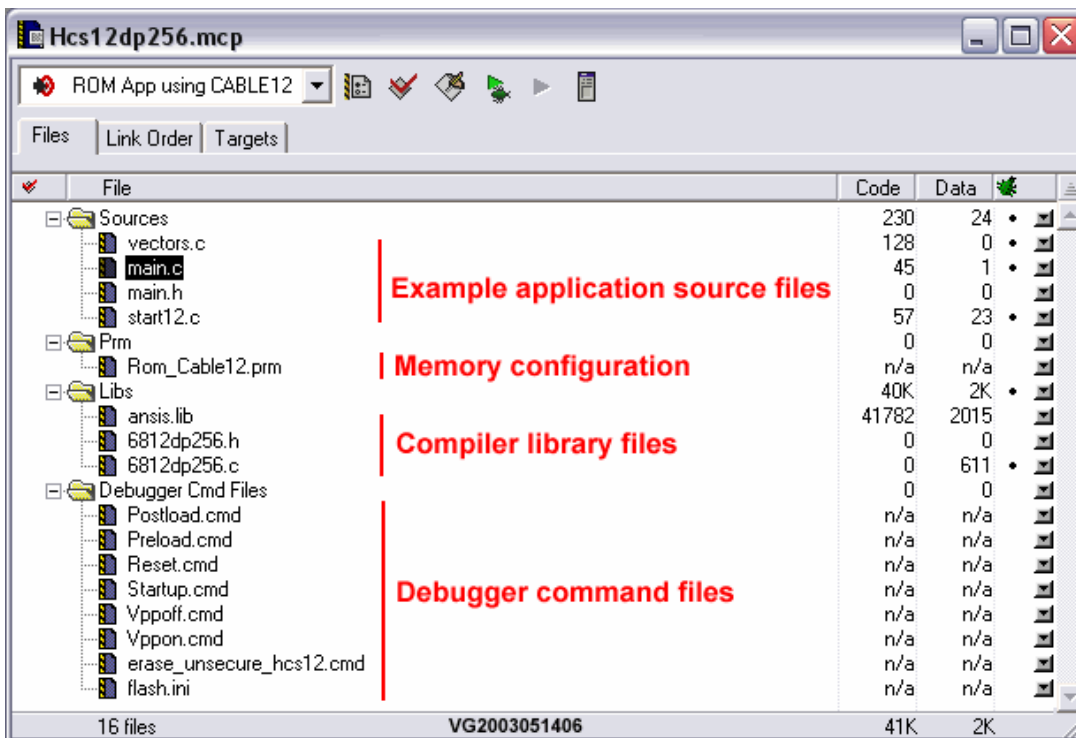 Hcs12dp256.mcp
ROM App using CABLE12
Files Link Order Targets
File Code Data
Sources 230 24
vectors.c 128 0
main.c 45 1
main.h 0 0
start12.c 57 23
Example application source files
Prm 0 0
Rom_Cable12.prm n/a n/a
Memory configuration
Libs 40K 2K
ansis.lib 41782 2015
6812dp256.h 0 0
6812dp256.c 0 611
Compiler library files
Debugger Cmd Files 0 0
Postload.cmd n/a n/a
Preload.cmd n/a n/a
Reset.cmd n/a n/a
Startup.cmd n/a n/a
Vppoff.cmd n/a n/a
Vppon.cmd n/a n/a
erase_unsecure_hcs12.cmd n/a n/a
flash.ini n/a n/a
Debugger command files
16 files VG2003051406 41K 2K